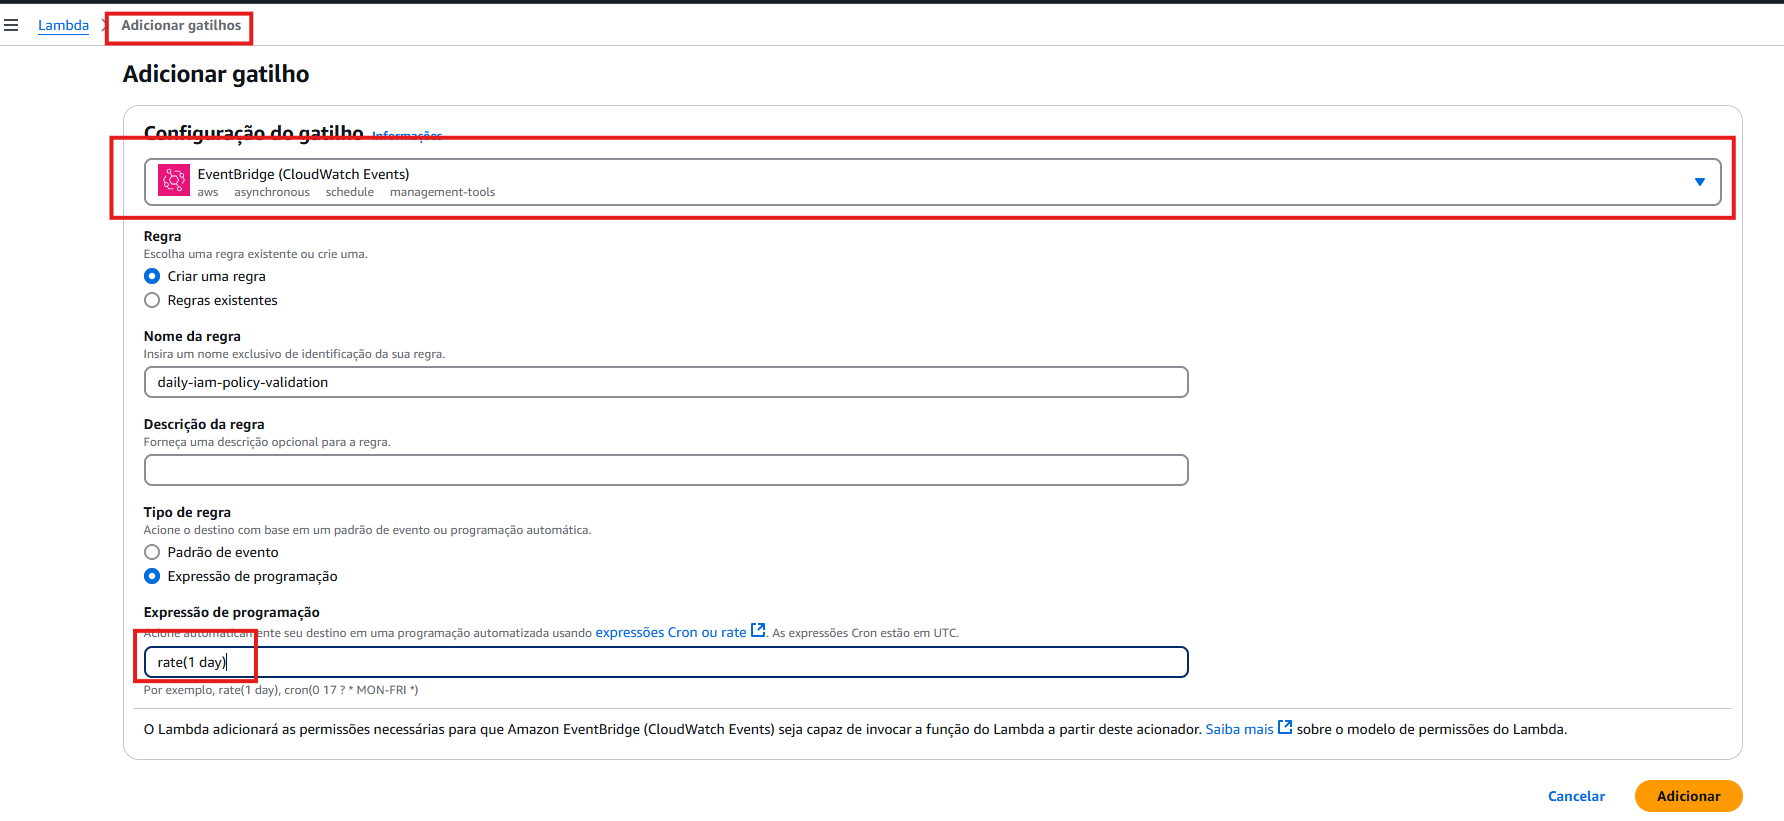 Lambda > Adicionar gatilhos
Adicionar gatilho
Configuração do gatilho Informações
EventBridge (CloudWatch Events)
aws asynchronous schedule management-tools
Regra
Escolha uma regra existente ou crie uma.
Criar uma regra
Regras existentes
Nome da regra
Insira um nome exclusivo de identificação da sua regra.
daily-iam-policy-validation
Descrição da regra
Forneça uma descrição opcional para a regra.
Tipo de regra
Acione o destino com base em um padrão de evento ou programação automática.
Padrão de evento
Expressão de programação
Expressão de programação
Acione automaticamente seu destino em uma programação automatizada usando expressões Cron ou rate. As expressões Cron estão em UTC.
rate(1 day)
Por exemplo, rate(1 day), cron(0 17 ? * MON-FRI *)
O Lambda adicionará as permissões necessárias para que Amazon EventBridge (CloudWatch Events) seja capaz de invocar a função do Lambda a partir deste acionador. Saiba mais sobre o modelo de permissões do Lambda.
Cancelar Adicionar